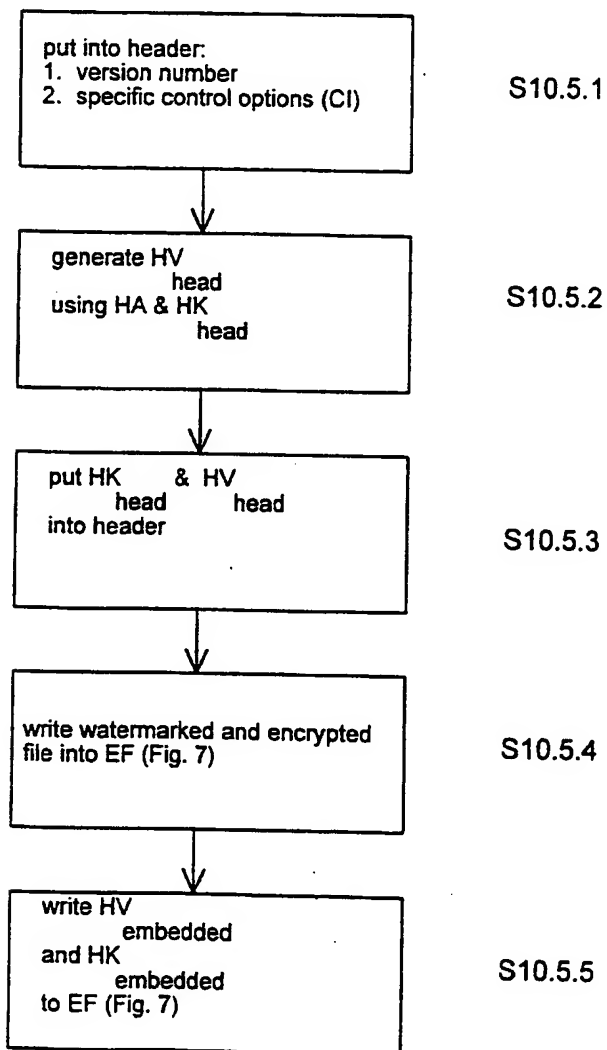 put into header:
1. version number
2. specific control options (CI)
S10.5.1
generate HV
head
using HA & HK
head
S10.5.2
put HK & HV
head head
into header
S10.5.3
write watermarked and encrypted
file into EF (Fig. 7)
S10.5.4
write HV
embedded
and HK
embedded
to EF (Fig. 7)
S10.5.5